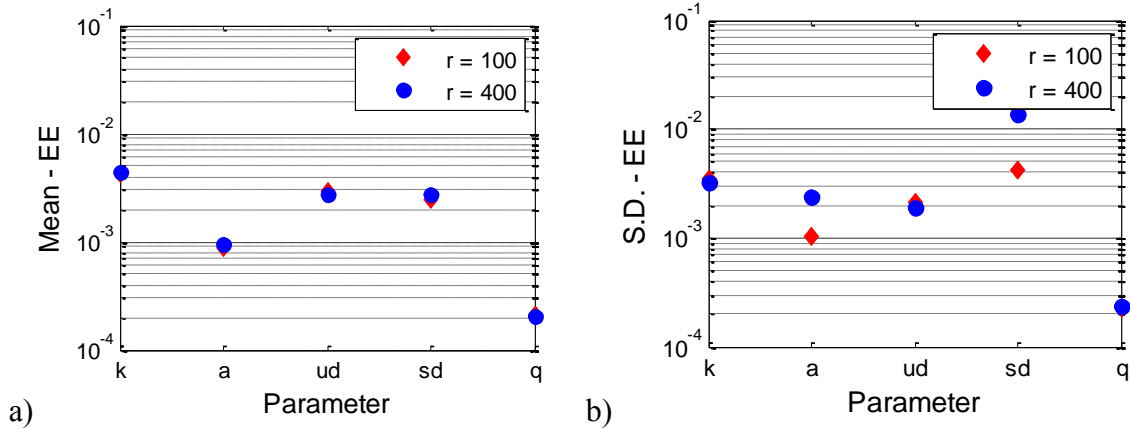 10^-1
10^-2
10^-3
10^-4
Mean - EE
r = 100
r = 400
k a ud sd q
Parameter
a)
10^-1
10^-2
10^-3
10^-4
S.D. - EE
r = 100
r = 400
k a ud sd q
Parameter
b)